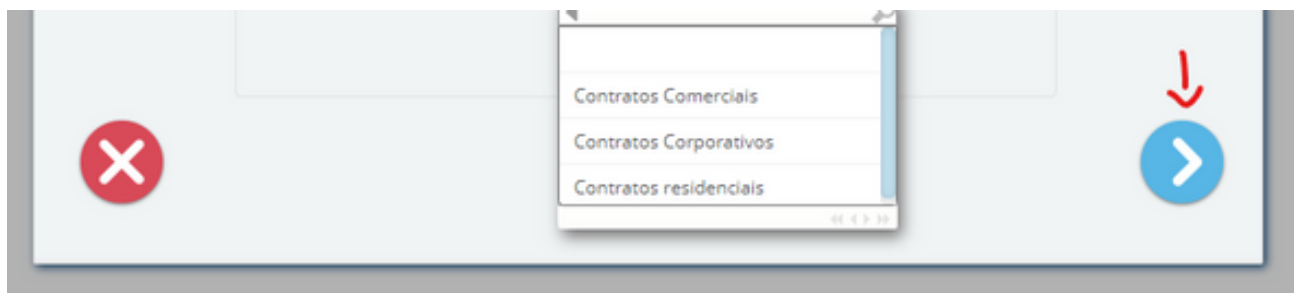 Contratos Comerciais
Contratos Corporativos
Contratos residenciais